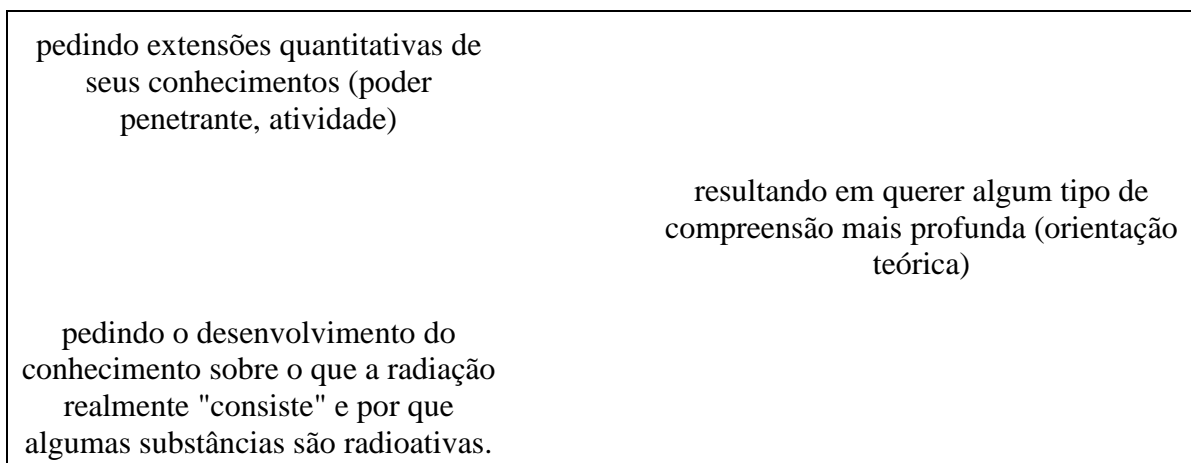 pedindo extensões quantitativas de
seus conhecimentos (poder
penetrante, atividade)
resultando em querer algum tipo de
compreensão mais profunda (orientação
teórica)
pedindo o desenvolvimento do
conhecimento sobre o que a radiação
realmente "consiste" e por que
algumas substâncias são radioativas.